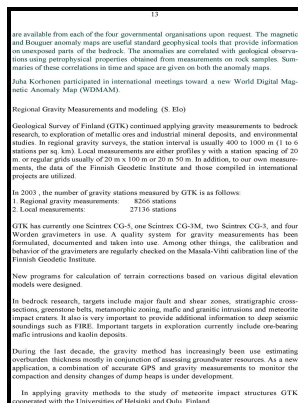 13
are available from each of the four governmental organisations upon request. The magnetic
and Bouguer anomaly maps are useful standard geophysical tools that provide information
on unexposed parts of the bedrock. The anomalies are correlated with geological observa-
tions using petrophysical properties obtained from measurements on rock samples. Sum-
maries of these correlations in time and space are given on both the anomaly maps.
Juha Korhonen participated in international meetings toward a new World Digital Mag-
netic Anomaly Map (WDMAM).
Regional Gravity Measurements and modeling (S. Elo)
Geological Survey of Finland (GTK) continued applying gravity measurements to bedrock
research, to exploration of metallic ores and industrial mineral deposits, and environmental
studies. In regional gravity surveys, the station interval is usually 400 to 1000 m (1 to 6
stations per sq. km). Local measurements are either profiles y with a station spacing of 20
m. or regular grids usually of 20 m x 100 m or 20 m 50 m. In addition, to our own measure-
ments, the data of the Finnish Geodetic Institute and those compiled in international
projects are utilized.
In 2003 , the number of gravity stations measured by GTK is as follows:
1. Regional gravity measurements: 8266 stations
2. Local measurements: 27136 stations
GTK has currently one Scintrex CG-5, one Scintrex CG-3M, two Scintrex CG-3, and four
Worden gravimeters in use. A quality system for gravity measurements has been
formulated, documented and taken into use. Among other things, the calibration and
behavior of the gravimeters are regularly checked on the Masala-Vihti calibration line of the
Finnish Geodetic Institute.
New programs for calculation of terrain corrections based on various digital elevation
models were designed.
In bedrock research, targets include major fault and shear zones, stratigraphic cross-
sections, greenstone belts, metamorphic zoning, mafic and granitic intrusions and meteorite
impact craters. It also is very important to provide additional information to deep seismic
soundings such as FIRE. Important targets in exploration currently include ore-bearing
mafic intrusions and kaolin deposits.
During the last decade, the gravity method has increasingly been use estimating
overburden thickness mostly in conjunction of assessing groundwater resources. As a new
application, a combination of accurate GPS and gravity measurements to monitor the
compaction and density changes of dump heaps is under development.
In applying gravity methods to the study of meteorite impact structures GTK
cooperated with the Universities of Helsinki and Oulu, Finland.